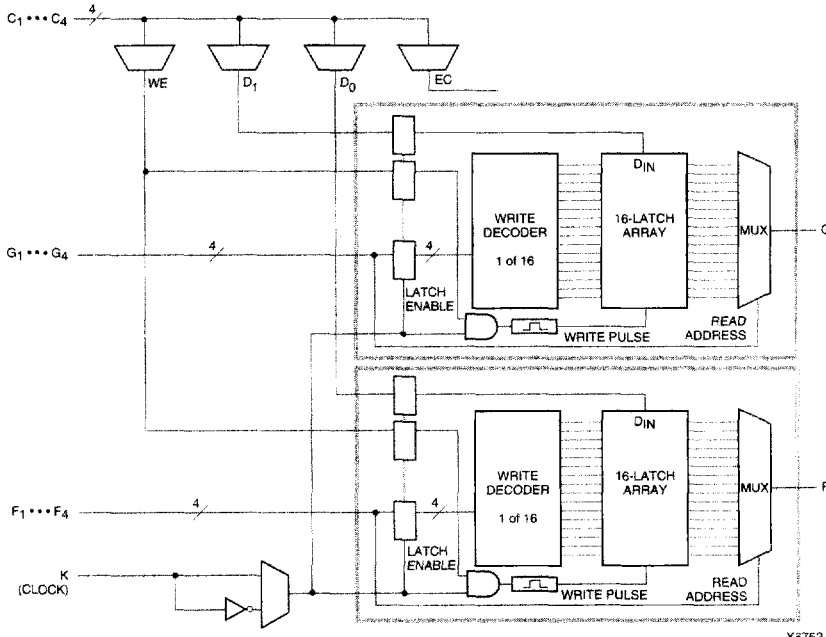 C1 ••• C4 4
WE D1 D0 EC
DIN
WRITE DECODER 1 of 16
16-LATCH ARRAY
MUX
G1 ••• G4 4 4
LATCH ENABLE
WRITE PULSE
READ ADDRESS
DIN
WRITE DECODER 1 of 16
16-LATCH ARRAY
MUX
F1 ••• F4 4 4
LATCH ENABLE
K (CLOCK)
WRITE PULSE
READ ADDRESS